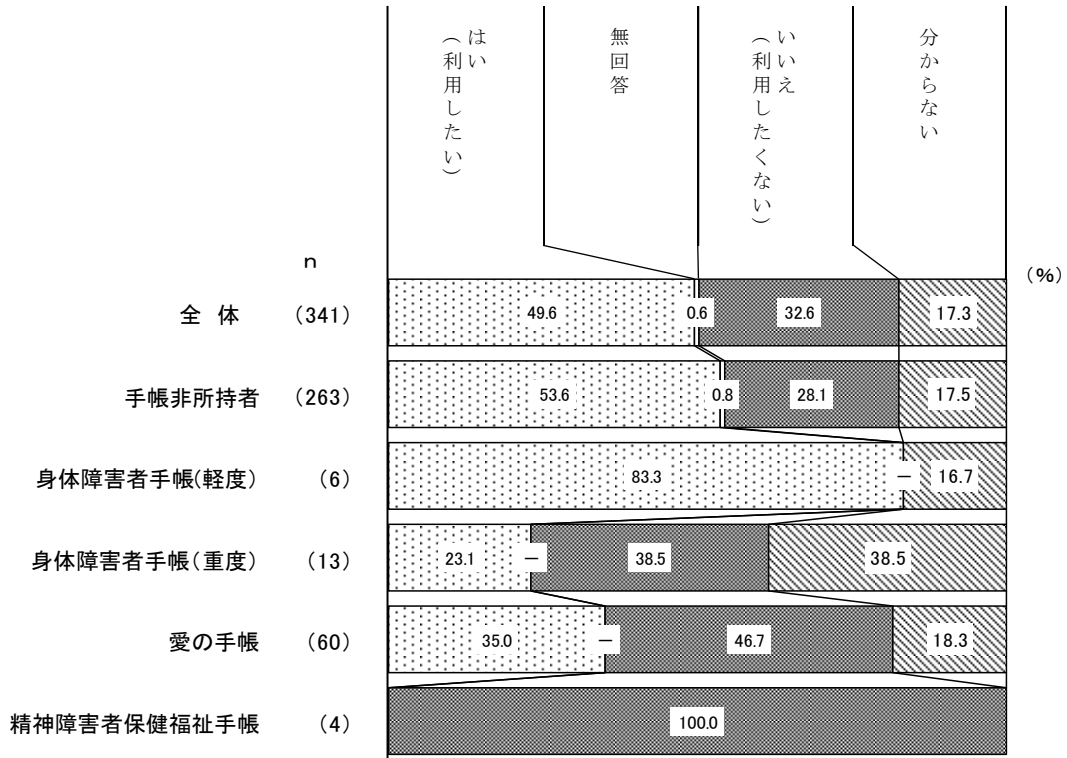 はい
（利用したい）
無回答
いいえ
（利用したくない）
分からない
n
(%)
全 体 (341) 49.6 0.6 32.6 17.3
手帳非所持者 (263) 53.6 0.8 28.1 17.5
身体障害者手帳(軽度) (6) 83.3 － 16.7
身体障害者手帳(重度) (13) 23.1 － 38.5 38.5
愛の手帳 (60) 35.0 － 46.7 18.3
精神障害者保健福祉手帳 (4) 100.0